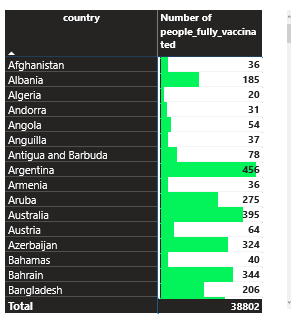 country Number of
people_fully_vaccina
ted
Afghanistan 36
Albania 185
Algeria 20
Andorra 31
Angola 54
Anguilla 37
Antigua and Barbuda 78
Argentina 456
Armenia 36
Aruba 275
Australia 395
Austria 64
Azerbaijan 324
Bahamas 40
Bahrain 344
Bangladesh 206
Total 38802